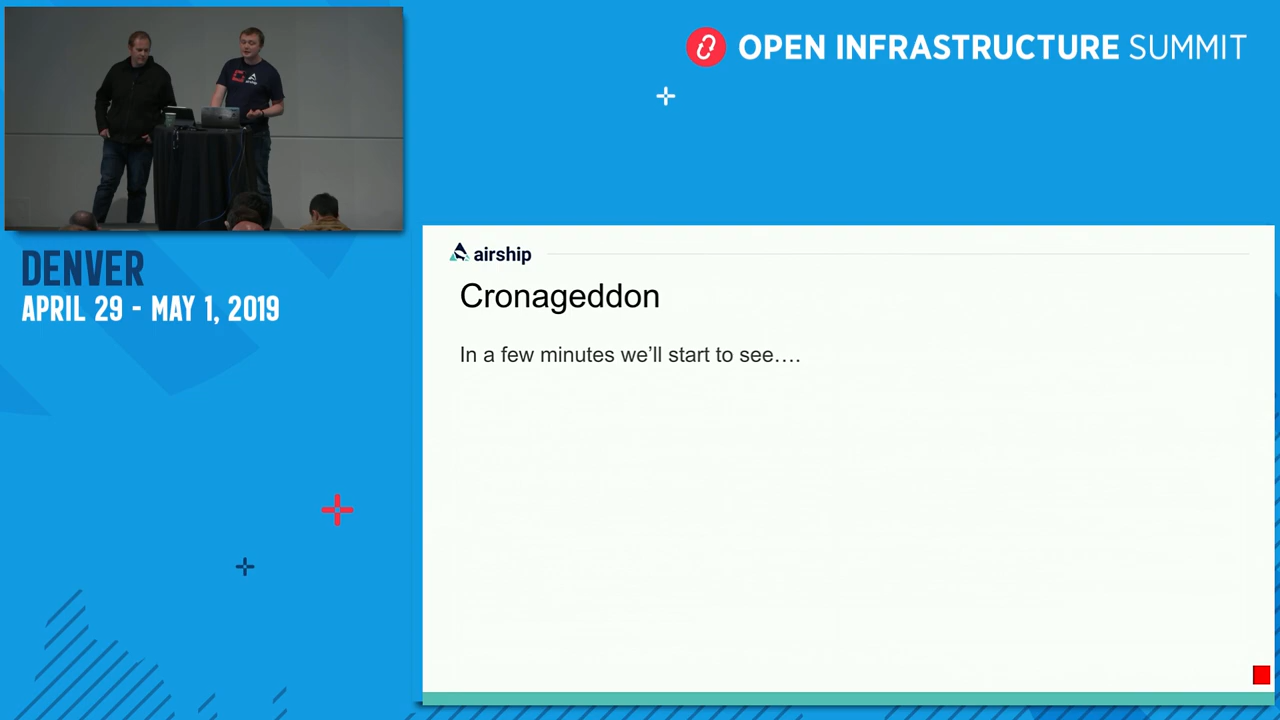 OPEN INFRASTRUCTURE SUMMIT
airship
DENVER
APRIL 29 - MAY 1, 2019
airship
Cronageddon
In a few minutes we’ll start to see….